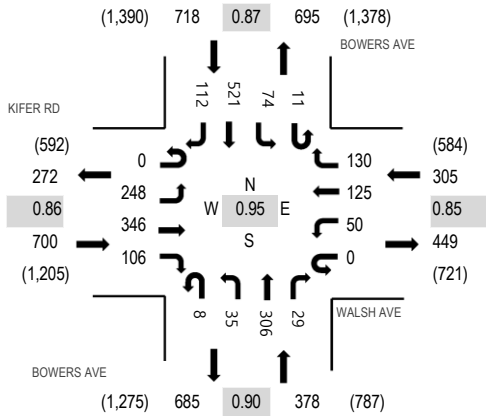 (1,390) 718 0.87 695 (1,378)
BOWERS AVE
112 521 74 11
KIFER RD
(592) 0 130 (584)
272 248 N 125 305
0.86 346 W 0.95 E 50 0.85
700 106 S 0 449
(1,205) (721)
8 35 306 29
WALSH AVE
BOWERS AVE
(1,275) 685 0.90 378 (787)